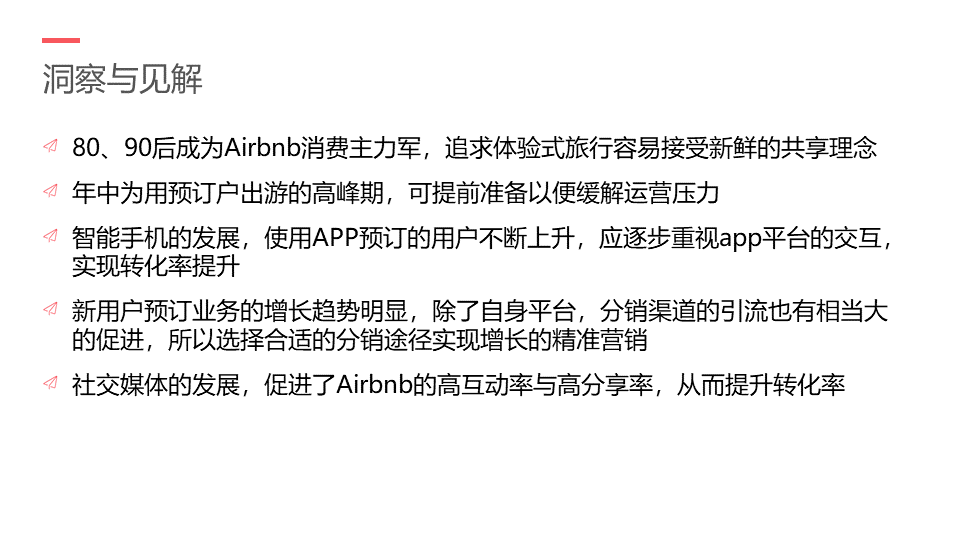 洞察与见解
80、90后成为Airbnb消费主力军，追求体验式旅行容易接受新鲜的共享理念
年中为用预订户出游的高峰期，可提前准备以便缓解运营压力
智能手机的发展，使用APP预订的用户不断上升，应逐步重视app平台的交互，
实现转化率提升
新用户预订业务的增长趋势明显，除了自身平台，分销渠道的引流也有相当大
的促进，所以选择合适的分销途径实现增长的精准营销
社交媒体的发展，促进了Airbnb的高互动率与高分享率，从而提升转化率